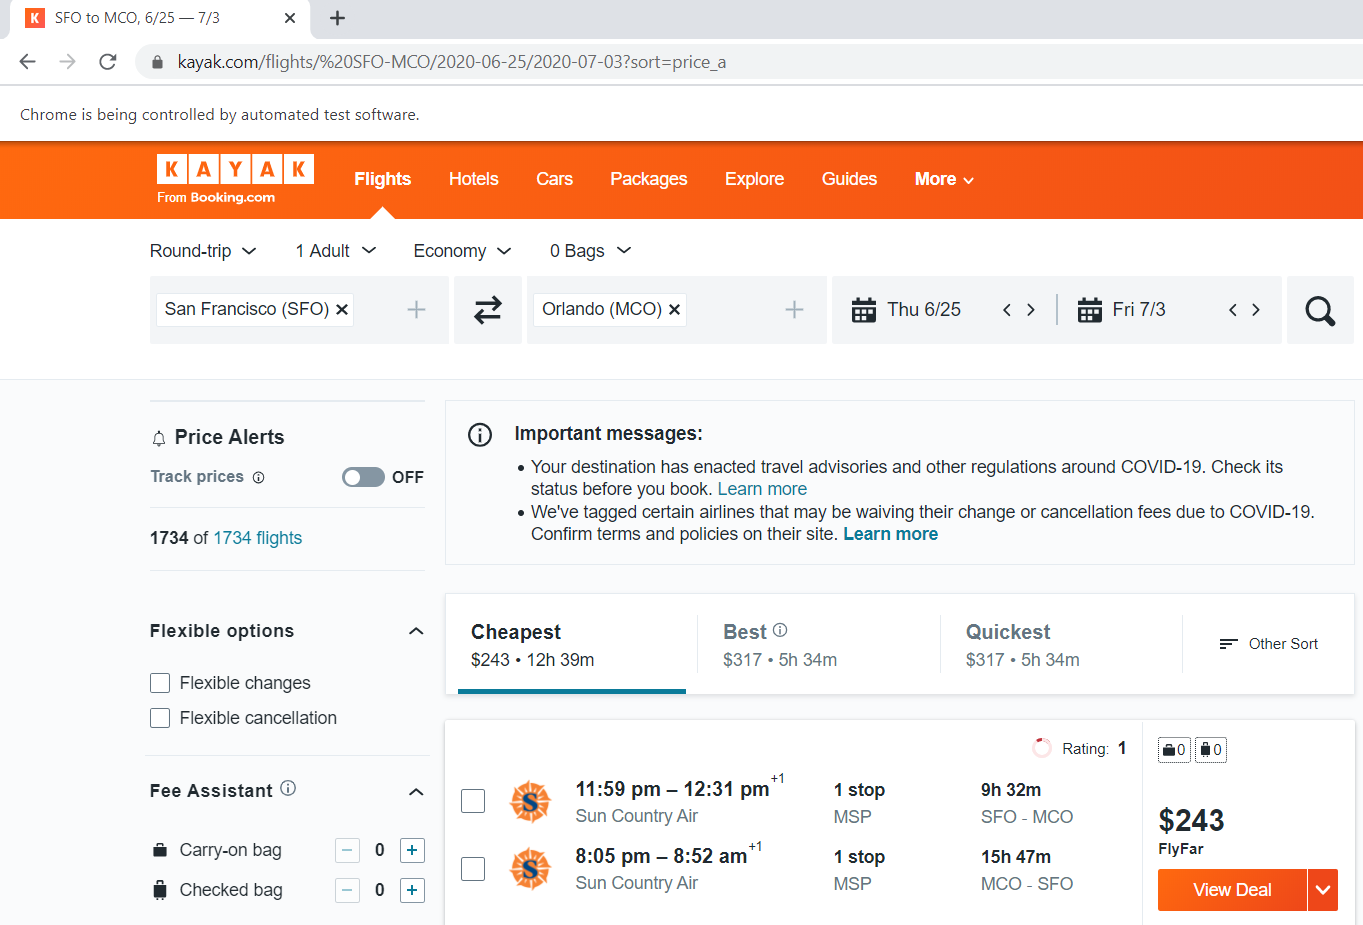 K
SFO to MCO, 6/25 — 7/3
kayak.com/flights/%20SFO-MCO/2020-06-25/2020-07-03?sort=price_a
Chrome is being controlled by automated test software.
KAYAK
From Booking.com
Flights Hotels Cars Packages Explore Guides More
Round-trip 1 Adult Economy 0 Bags
San Francisco (SFO) Orlando (MCO) Thu 6/25 Fri 7/3
Price Alerts
Track prices OFF
1734 of 1734 flights
Flexible options
Flexible changes
Flexible cancellation
Fee Assistant
Carry-on bag − 0 +
Checked bag − 0 +
Important messages:
• Your destination has enacted travel advisories and other regulations around COVID-19. Check its
status before you book. Learn more
• We've tagged certain airlines that may be waiving their change or cancellation fees due to COVID-19.
Confirm terms and policies on their site. Learn more
Cheapest
$243 • 12h 39m
Best
$317 • 5h 34m
Quickest
$317 • 5h 34m
Other Sort
Rating: 1
S
11:59 pm – 12:31 pm+1
Sun Country Air
1 stop
MSP
9h 32m
SFO - MCO
S
8:05 pm – 8:52 am+1
Sun Country Air
1 stop
MSP
15h 47m
MCO - SFO
0 0
$243
FlyFar
View Deal